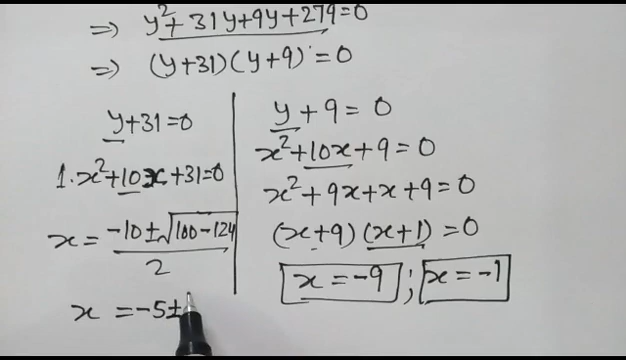 ⇒ y²+31y+9y+279=0
⇒ (y+31)(y+9)=0
y+31=0
1.x²+10x+31=0
x = (-10±√(100-124))/2
x = -5±
y+9=0
x²+10x+9=0
x²+9x+x+9=0
(x+9)(x+1)=0
x=-9 ; x=-1